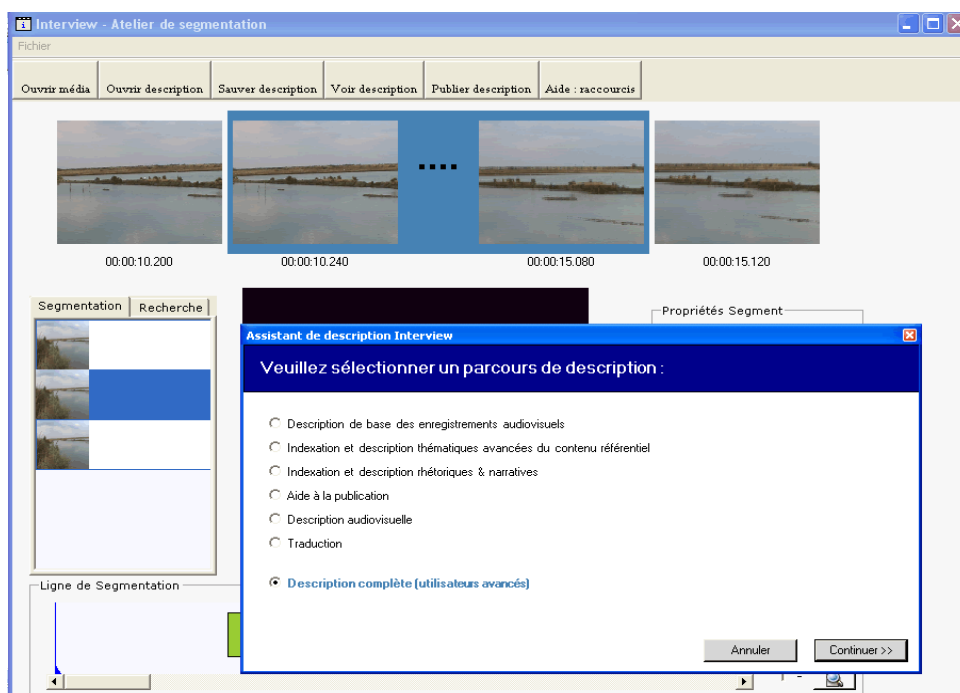 Interview - Atelier de segmentation
Fichier
Ouvrir média Ouvrir description Sauver description Voir description Publier description Aide : raccourcis
....
00:00:10.200 00:00:10.240 00:00:15.080 00:00:15.120
Segmentation Recherche
Propriétés Segment
Assistant de description Interview
Veuillez sélectionner un parcours de description :
Description de base des enregistrements audiovisuels
Indexation et description thématiques avancées du contenu référentiel
Indexation et description rhétoriques & narratives
Aide à la publication
Description audiovisuelle
Traduction
Description complète (utilisateurs avancés)
Ligne de Segmentation
Annuler Continuer >>